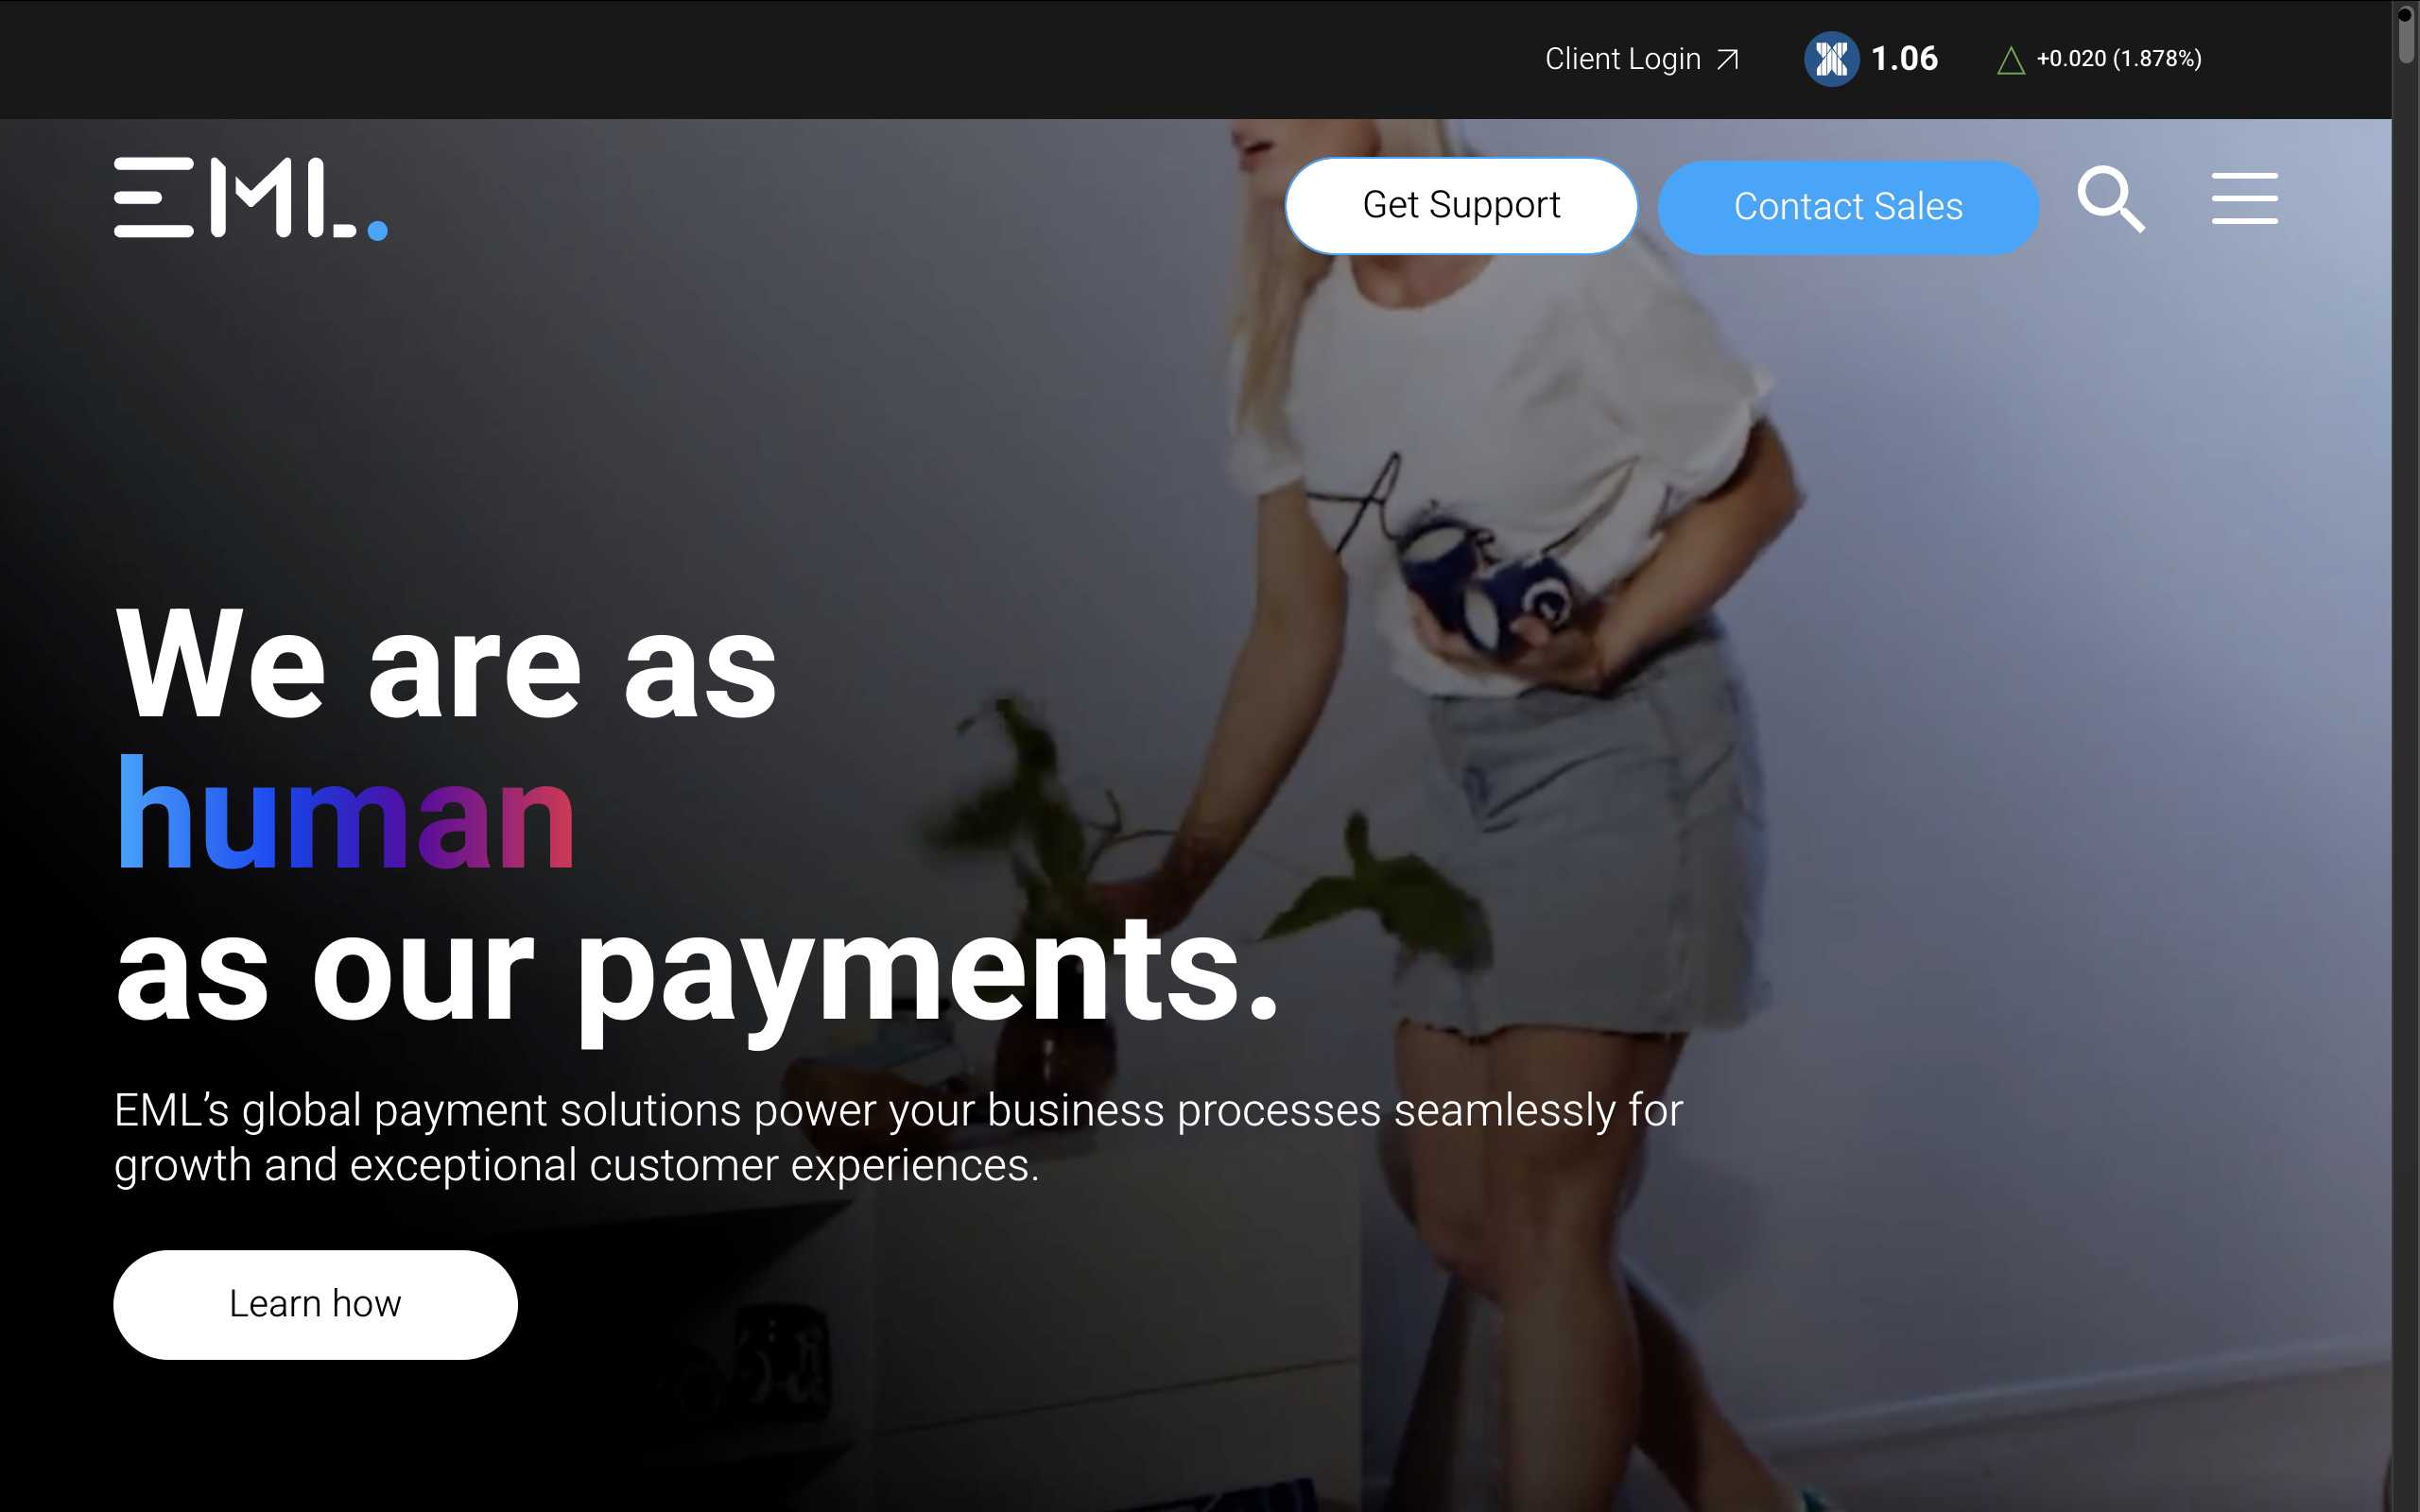 Client Login
1.06
+0.020 (1.878%)
EML.
Get Support
Contact Sales
We are as
human
as our payments.
EML’s global payment solutions power your business processes seamlessly for
growth and exceptional customer experiences.
Learn how